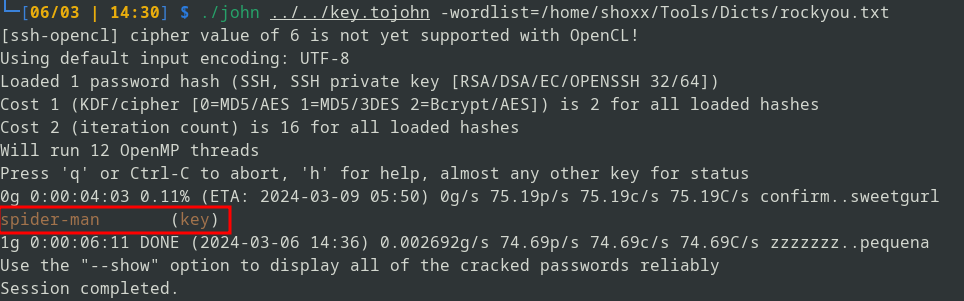 └─[06/03 | 14:30] $ ./john ../../key.tojohn -wordlist=/home/shoxx/Tools/Dicts/rockyou.txt
[ssh-opencl] cipher value of 6 is not yet supported with OpenCL!
Using default input encoding: UTF-8
Loaded 1 password hash (SSH, SSH private key [RSA/DSA/EC/OPENSSH 32/64])
Cost 1 (KDF/cipher [0=MD5/AES 1=MD5/3DES 2=Bcrypt/AES]) is 2 for all loaded hashes
Cost 2 (iteration count) is 16 for all loaded hashes
Will run 12 OpenMP threads
Press 'q' or Ctrl-C to abort, 'h' for help, almost any other key for status
0g 0:00:04:03 0.11% (ETA: 2024-03-09 05:50) 0g/s 75.19p/s 75.19c/s 75.19C/s confirm..sweetgurl
spider-man       (key)
1g 0:00:06:11 DONE (2024-03-06 14:36) 0.002692g/s 74.69p/s 74.69c/s 74.69C/s zzzzzzz..pequena
Use the "--show" option to display all of the cracked passwords reliably
Session completed.